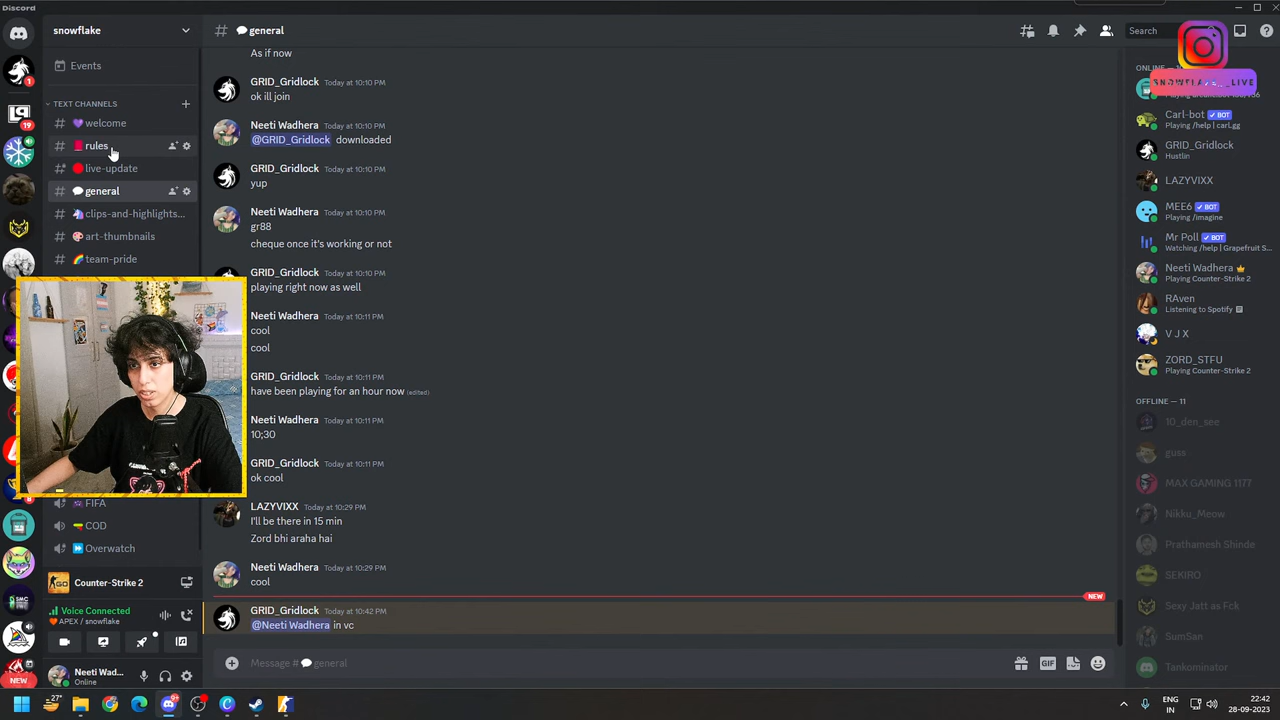 Discord
snowflake
Events
TEXT CHANNELS
welcome
rules
live-update
general
clips-and-highlights...
art-thumbnails
team-pride
FIFA
COD
Overwatch
Counter-Strike 2
Voice Connected
APEX / snowflake
Neeti Wad...
Online
1
19
NEW
general
Search
As if now
GRID_Gridlock Today at 10:10 PM
ok ill join
Neeti Wadhera Today at 10:10 PM
@GRID_Gridlock downloaded
GRID_Gridlock Today at 10:10 PM
yup
Neeti Wadhera Today at 10:10 PM
gr88
cheque once it's working or not
GRID_Gridlock Today at 10:10 PM
playing right now as well
Neeti Wadhera Today at 10:11 PM
cool
cool
GRID_Gridlock Today at 10:11 PM
have been playing for an hour now (edited)
Neeti Wadhera Today at 10:11 PM
10;30
GRID_Gridlock Today at 10:11 PM
ok cool
LAZYVIXX Today at 10:29 PM
I'll be there in 15 min
Zord bhi araha hai
Neeti Wadhera Today at 10:29 PM
cool
NEW
GRID_Gridlock Today at 10:42 PM
@Neeti Wadhera in vc
Message # general
GIF
SNOWFLAKE__LIVE
Carl-bot BOT
Playing /help | carl.gg
GRID_Gridlock
Hustlin
LAZYVIXX
MEE6 BOT
Playing /imagine
Mr Poll BOT
Watching /help | Grapefruit S...
Neeti Wadhera
Playing Counter-Strike 2
RAven
Listening to Spotify
V J X
ZORD_STFU
Playing Counter-Strike 2
OFFLINE — 11
10_den_see
guss
MAX GAMING 1177
Nikku_Meow
Prathamesh Shinde
SEKIRO
Sexy Jatt as Fck
SumSan
Tankominator
27°
ENG
IN
22:42
28-09-2023